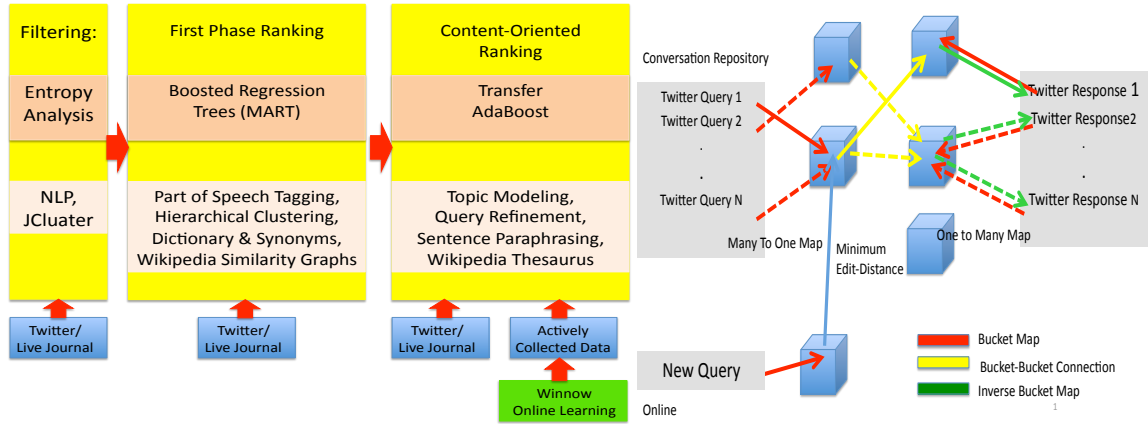 Filtering:
Entropy
Analysis
NLP,
JCluater
Twitter/
Live Journal
First Phase Ranking
Boosted Regression
Trees (MART)
Part of Speech Tagging,
Hierarchical Clustering,
Dictionary & Synonyms,
Wikipedia Similarity Graphs
Twitter/
Live Journal
Content-Oriented
Ranking
Transfer
AdaBoost
Topic Modeling,
Query Refinement,
Sentence Paraphrasing,
Wikipedia Thesaurus
Twitter/
Live Journal
Actively
Collected Data
Winnow
Online Learning
Conversation Repository
Twitter Query 1
Twitter Query 2
.
.
Twitter Query N
Many To One Map
Minimum
Edit-Distance
Twitter Response 1
Twitter Response2
.
.
Twitter Response N
One to Many Map
New Query
Online
Bucket Map
Bucket-Bucket Connection
Inverse Bucket Map
1